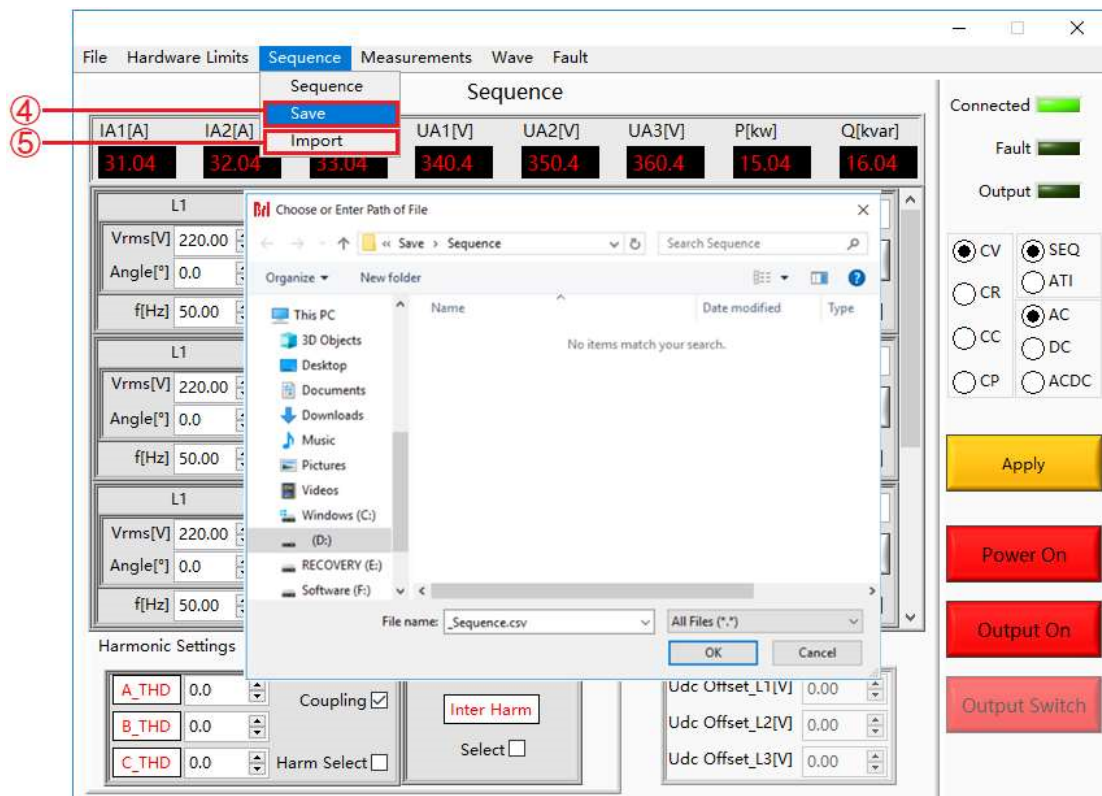 File Hardware Limits Sequence Measurements Wave Fault
Sequence
Save
Import
④
⑤
Sequence
IA1[A] IA2[A] UA1[V] UA2[V] UA3[V] P[kw] Q[kvar]
31.04 32.04 33.04 340.4 350.4 360.4 15.04 16.04
L1
Vrms[V] 220.00
Angle[°] 0.0
f[Hz] 50.00
L1
Vrms[V] 220.00
Angle[°] 0.0
f[Hz] 50.00
L1
Vrms[V] 220.00
Angle[°] 0.0
f[Hz] 50.00
Choose or Enter Path of File
« Save › Sequence
Search Sequence
Organize New folder
Name Date modified Type
No items match your search.
This PC
3D Objects
Desktop
Documents
Downloads
Music
Pictures
Videos
Windows (C:)
(D:)
RECOVERY (E:)
Software (F:)
File name: _Sequence.csv All Files (*.*)
OK Cancel
Harmonic Settings
A_THD 0.0
B_THD 0.0
C_THD 0.0
Coupling
Harm Select
Inter Harm
Select
Udc Offset_L1[V] 0.00
Udc Offset_L2[V] 0.00
Udc Offset_L3[V] 0.00
Connected
Fault
Output
CV SEQ
CR ATI
AC
CC DC
CP ACDC
Apply
Power On
Output On
Output Switch